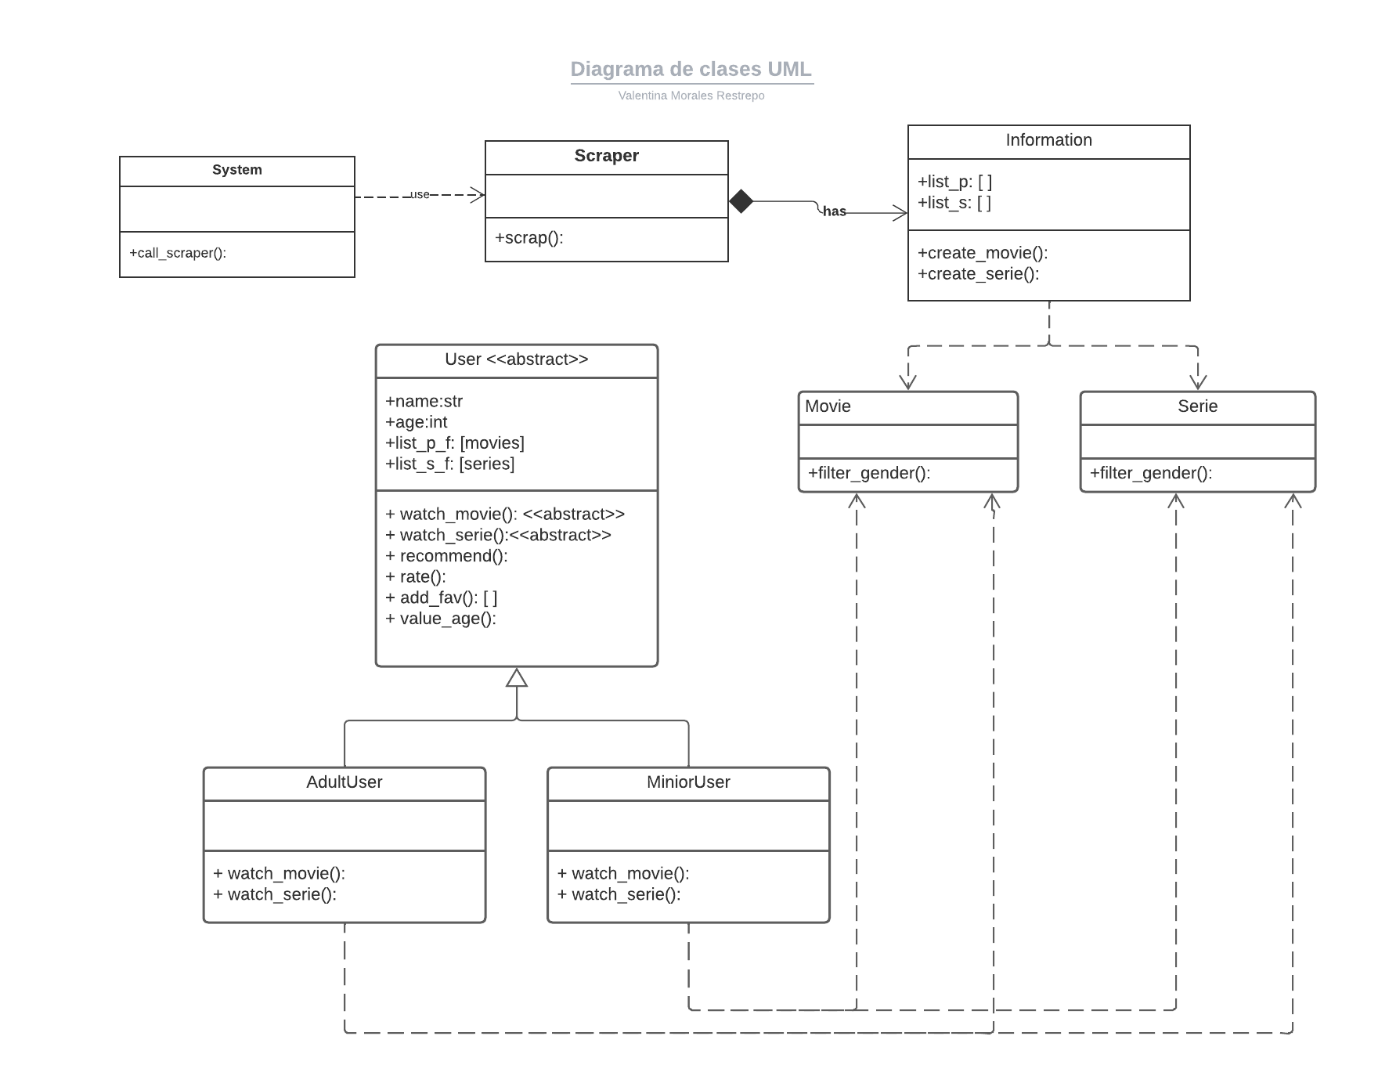 Diagrama de clases UML
Valentina Morales Restrepo
System
+call_scraper():
use
Scraper
+scrap():
has
Information
+list_p: [ ]
+list_s: [ ]
+create_movie():
+create_serie():
User <<abstract>>
+name:str
+age:int
+list_p_f: [movies]
+list_s_f: [series]
+ watch_movie(): <<abstract>>
+ watch_serie():<<abstract>>
+ recommend():
+ rate():
+ add_fav(): [ ]
+ value_age():
Movie
+filter_gender():
Serie
+filter_gender():
AdultUser
+ watch_movie():
+ watch_serie():
MiniorUser
+ watch_movie():
+ watch_serie():